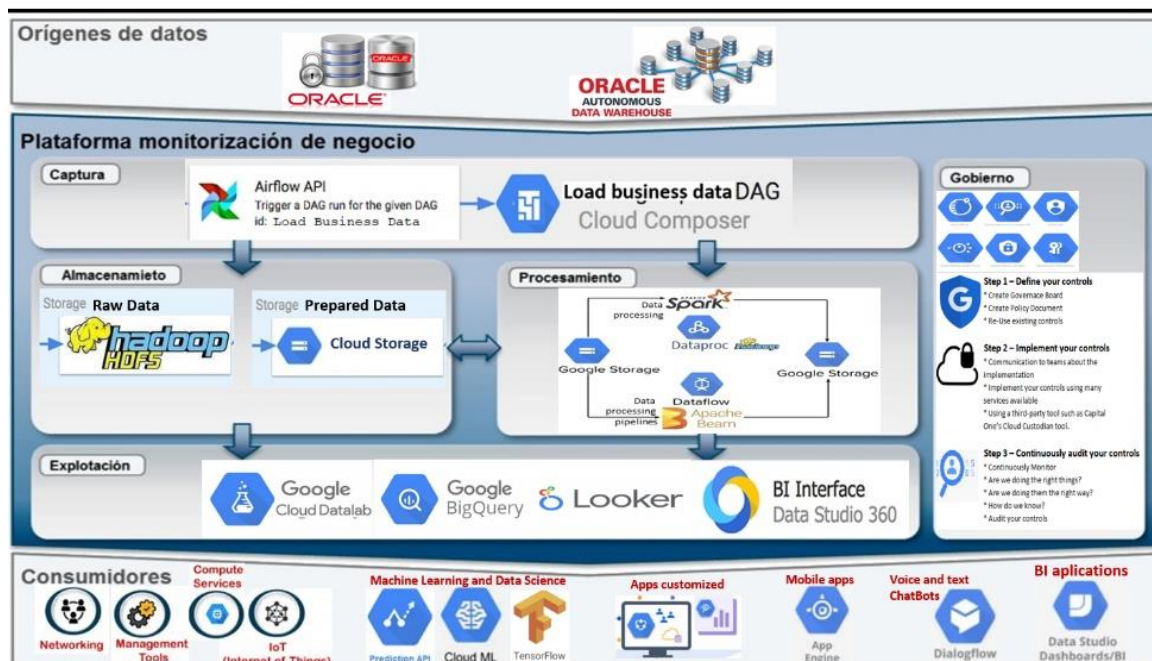 Orígenes de datos
ORACLE
ORACLE
ORACLE
AUTONOMOUS
DATA WAREHOUSE
Plataforma monitorización de negocio
Captura
Airflow API
Trigger a DAG run for the given DAG
id: Load Business Data
Load business data DAG
Cloud Composer
Almacenamieto
Storage Raw Data
hadoop
HDFS
Storage Prepared Data
Cloud Storage
Procesamiento
Data
processing
Spark
Dataproc
Google Storage
Google Storage
Dataflow
Data
processing
pipelines
Apache
Beam
Explotación
Google
Cloud Datalab
Google
BigQuery
Looker
BI Interface
Data Studio 360
Gobierno
Step 1 – Define your controls
* Create Governace Board
* Create Policy Document
* Re-Use existing controls
Step 2 – Implement your controls
* Communication to teams about the
implementation
* Implement your controls using many
services available
* Using a third-party tool such as Capital
One's Cloud Custodian tool.
Step 3 – Continuously audit your controls
* Continuously Monitor
* Are we doing the right things?
* Are we doing them the right way?
* How do we know?
* Audit your controls
Consumidores
Networking
Management
Tools
Compute
Services
IoT
(Internet of Things)
Machine Learning and Data Science
Prediction API
Cloud ML
TensorFlow
Apps customized
Mobile apps
App
Engine
Voice and text
ChatBots
Dialogflow
BI aplications
Data Studio
Dashboards/BI